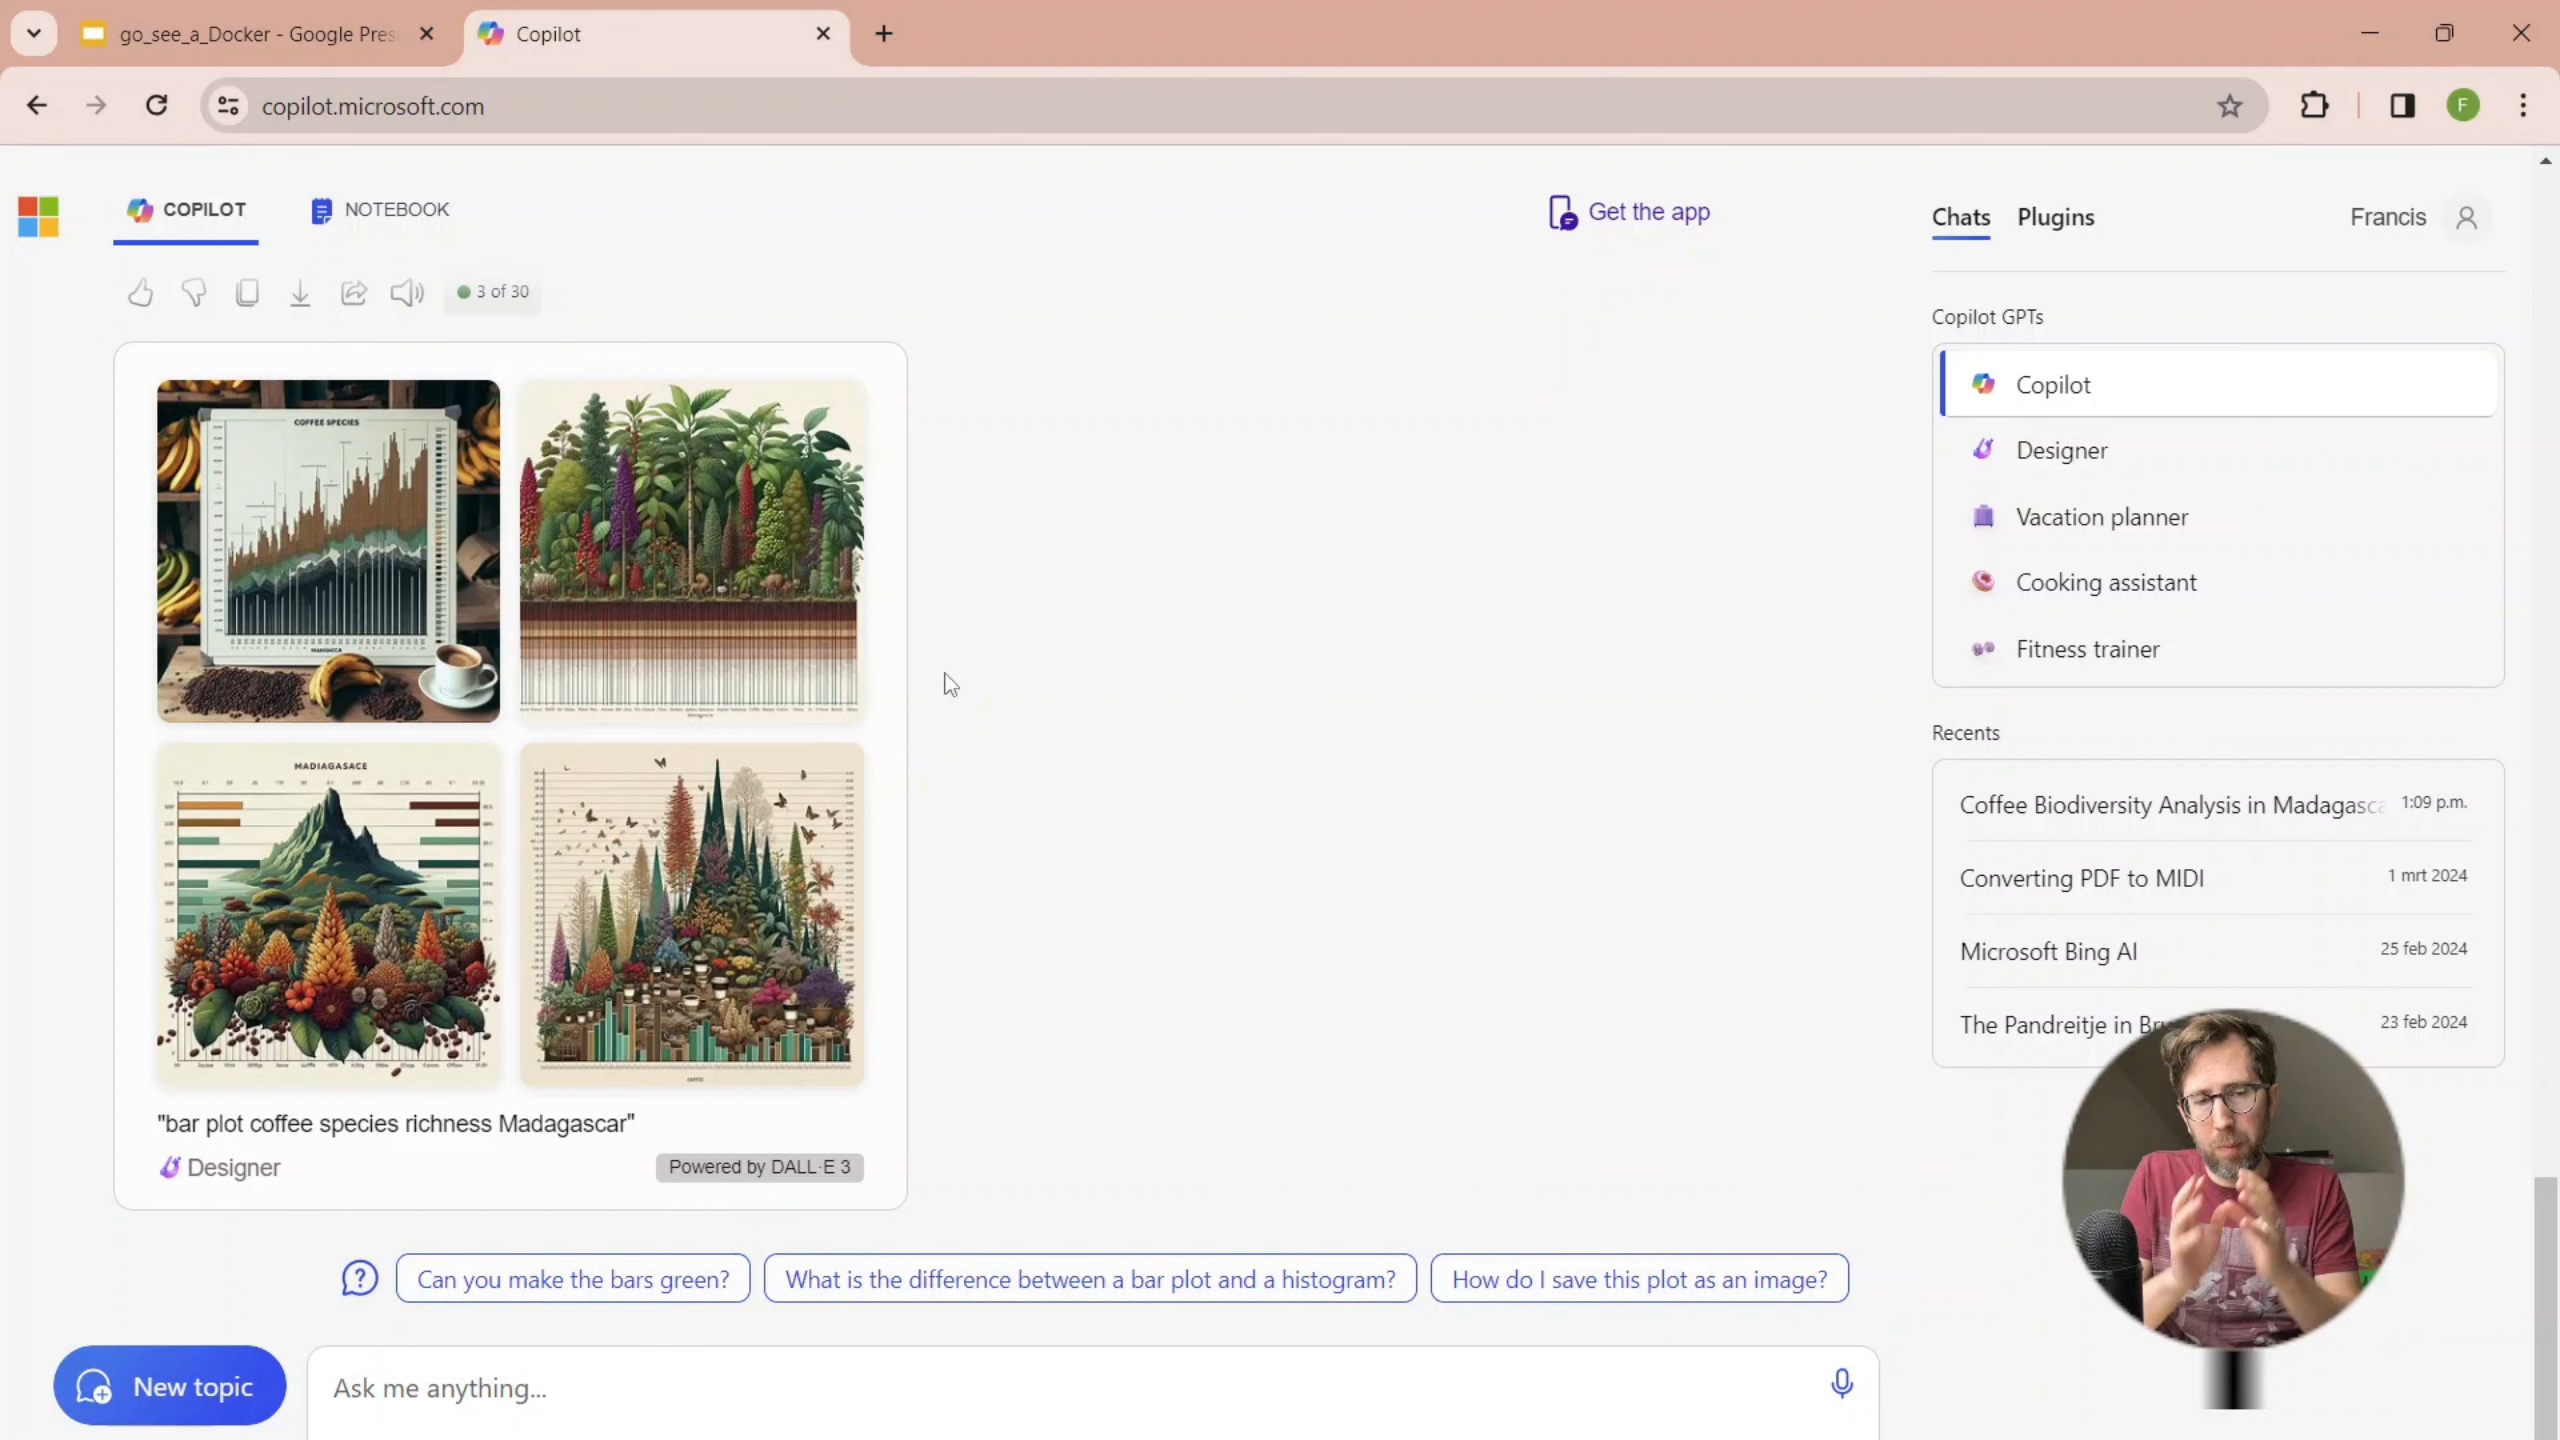 go_see_a_Docker - Google Pres
Copilot
copilot.microsoft.com
F
COPILOT
NOTEBOOK
Get the app
Chats
Plugins
Francis
3 of 30
Copilot GPTs
Copilot
Designer
Vacation planner
Cooking assistant
Fitness trainer
COFFEE SPECIES
MADIAGASACE
"bar plot coffee species richness Madagascar"
Designer
Powered by DALL·E 3
Recents
Coffee Biodiversity Analysis in Madagasca 1:09 p.m.
Converting PDF to MIDI 1 mrt 2024
Microsoft Bing AI 25 feb 2024
The Pandreitje in Br 23 feb 2024
Can you make the bars green?
What is the difference between a bar plot and a histogram?
How do I save this plot as an image?
New topic
Ask me anything...